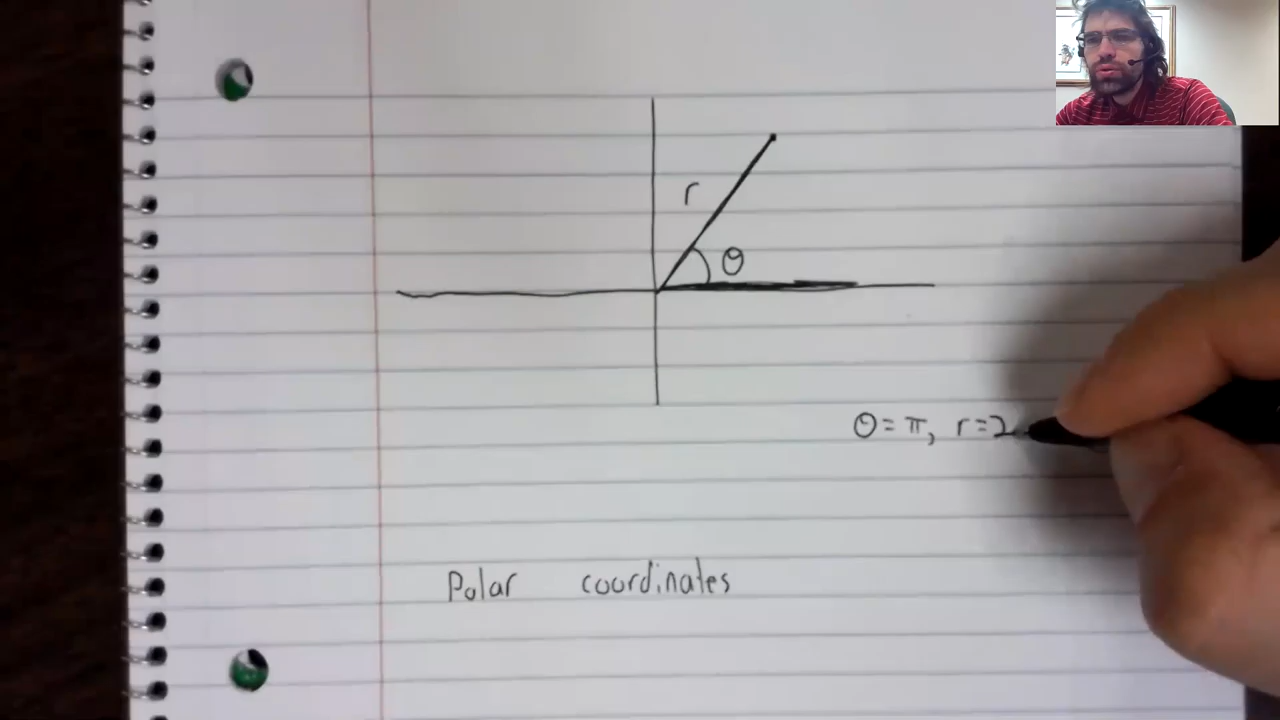 r
θ
θ = π, r = 2
Polar coordinates